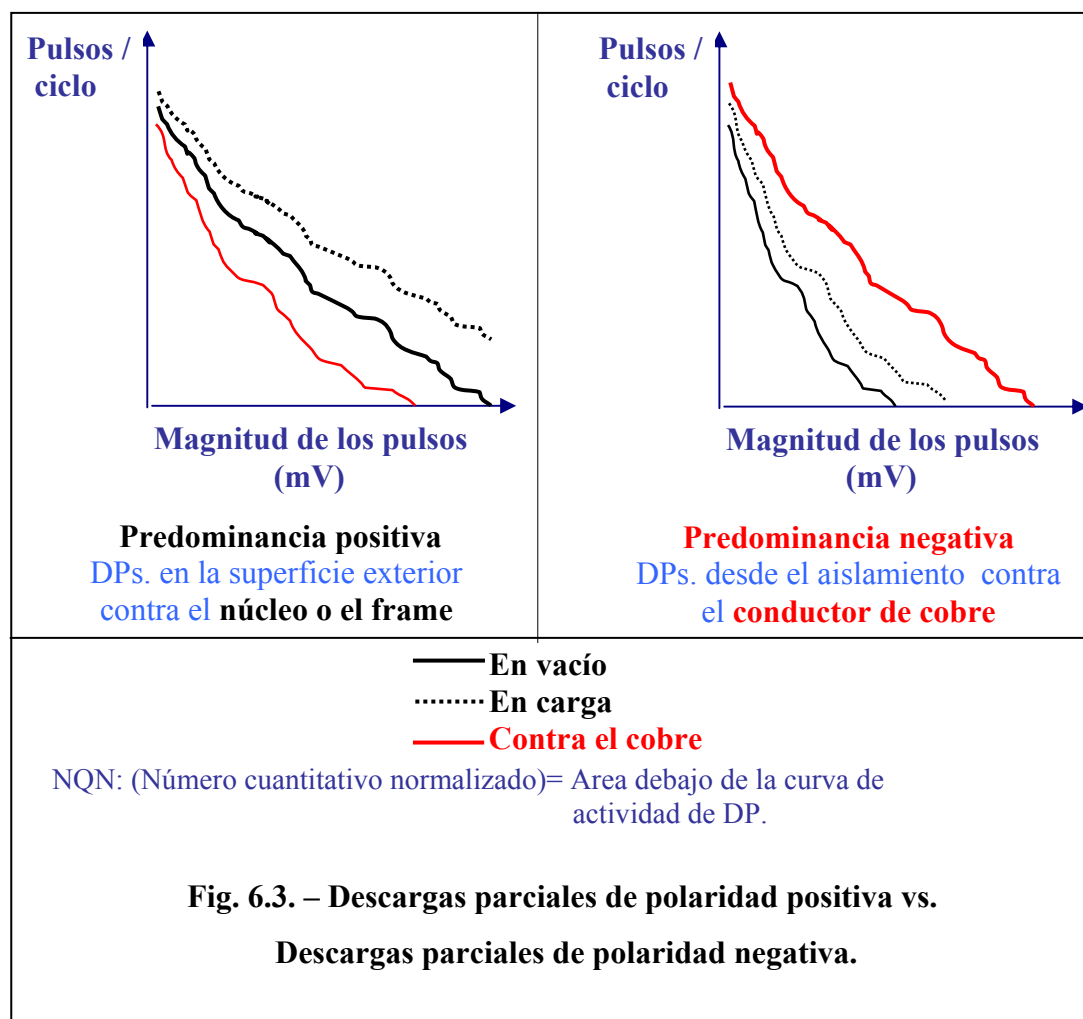 Pulsos /
ciclo
Magnitud de los pulsos
(mV)
Predominancia positiva
DPs. en la superficie exterior
contra el núcleo o el frame
Pulsos /
ciclo
Magnitud de los pulsos
(mV)
Predominancia negativa
DPs. desde el aislamiento contra
el conductor de cobre
En vacío
En carga
Contra el cobre
NQN: (Número cuantitativo normalizado)= Area debajo de la curva de
actividad de DP.
Fig. 6.3. – Descargas parciales de polaridad positiva vs.
Descargas parciales de polaridad negativa.